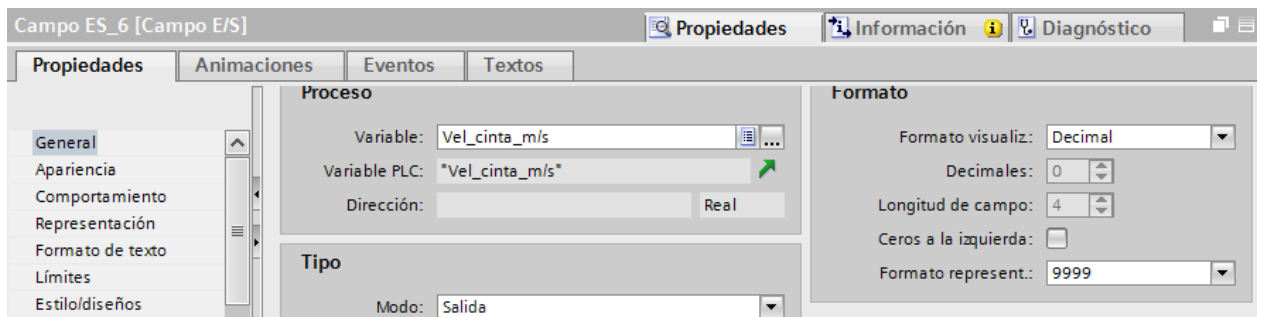 Campo ES_6 [Campo E/S]
Propiedades
Información
Diagnóstico
Propiedades
Animaciones
Eventos
Textos
General
Apariencia
Comportamiento
Representación
Formato de texto
Límites
Estilo/diseños
Proceso
Variable: Vel_cinta_m/s ...
Variable PLC: "Vel_cinta_m/s"
Dirección: Real
Tipo
Modo: Salida
Formato
Formato visualiz.: Decimal
Decimales: 0
Longitud de campo: 4
Ceros a la izquierda:
Formato represent.: 9999